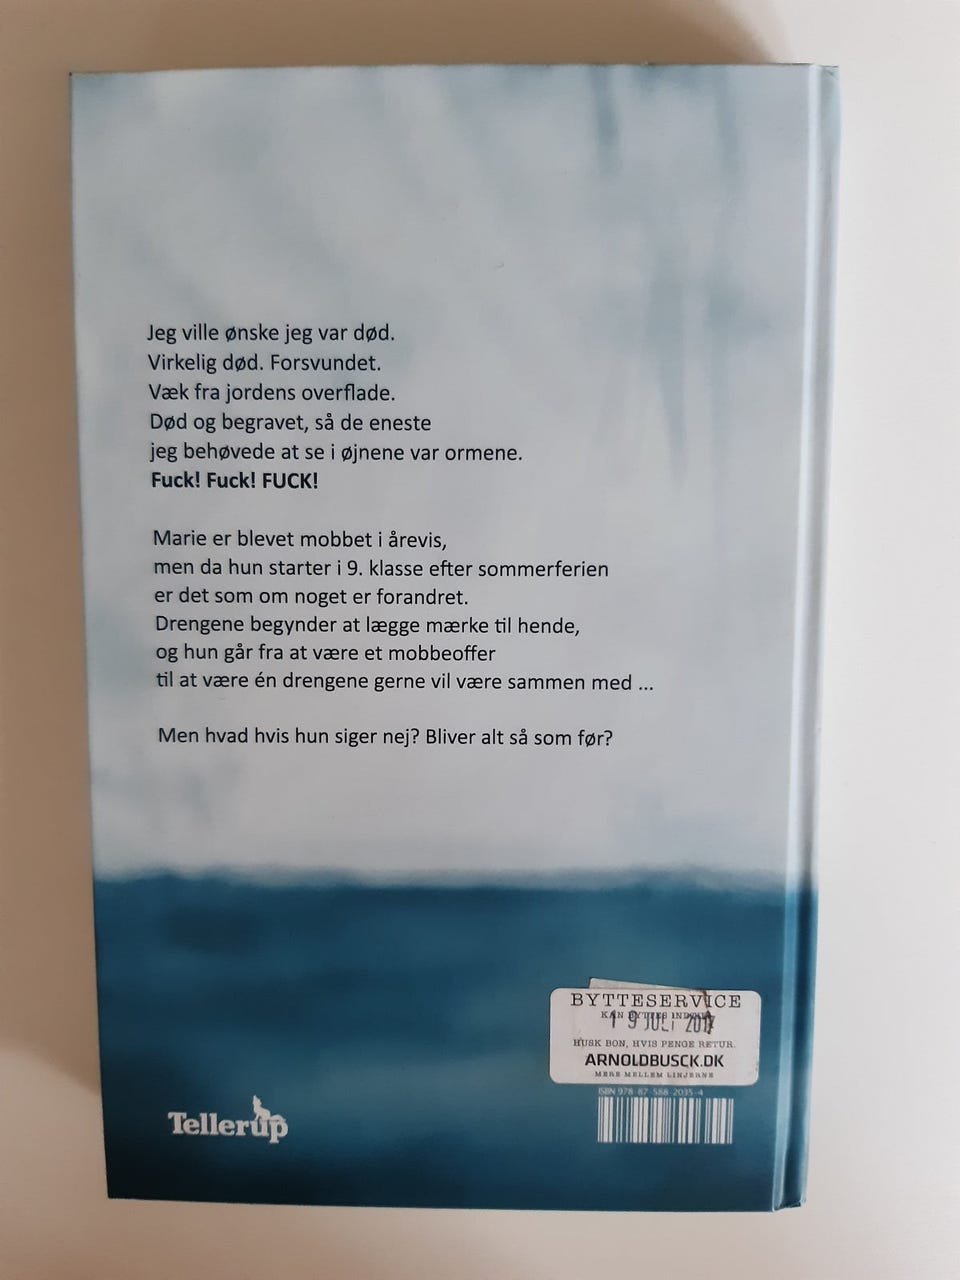 Jeg ville ønske jeg var død.
Virkelig død. Forsvundet.
Væk fra jordens overflade.
Død og begravet, så de eneste
jeg behøvede at se i øjnene var ormene.
Fuck! Fuck! FUCK!
Marie er blevet mobbet i årevis,
men da hun starter i 9. klasse efter sommerferien
er det som om noget er forandret.
Drengene begynder at lægge mærke til hende,
og hun går fra at være et mobbeoffer
til at være én drengene gerne vil være sammen med ...
Men hvad hvis hun siger nej? Bliver alt så som før?
BYTTESERVICE
KAN BYTTES INDTIL
19 JULI 2017
HUSK BON, HVIS PENGE RETUR.
ARNOLDBUSCK.DK
MERE MELLEM LINJERNE
ISBN 978-87-588-2035-4
Tellerup